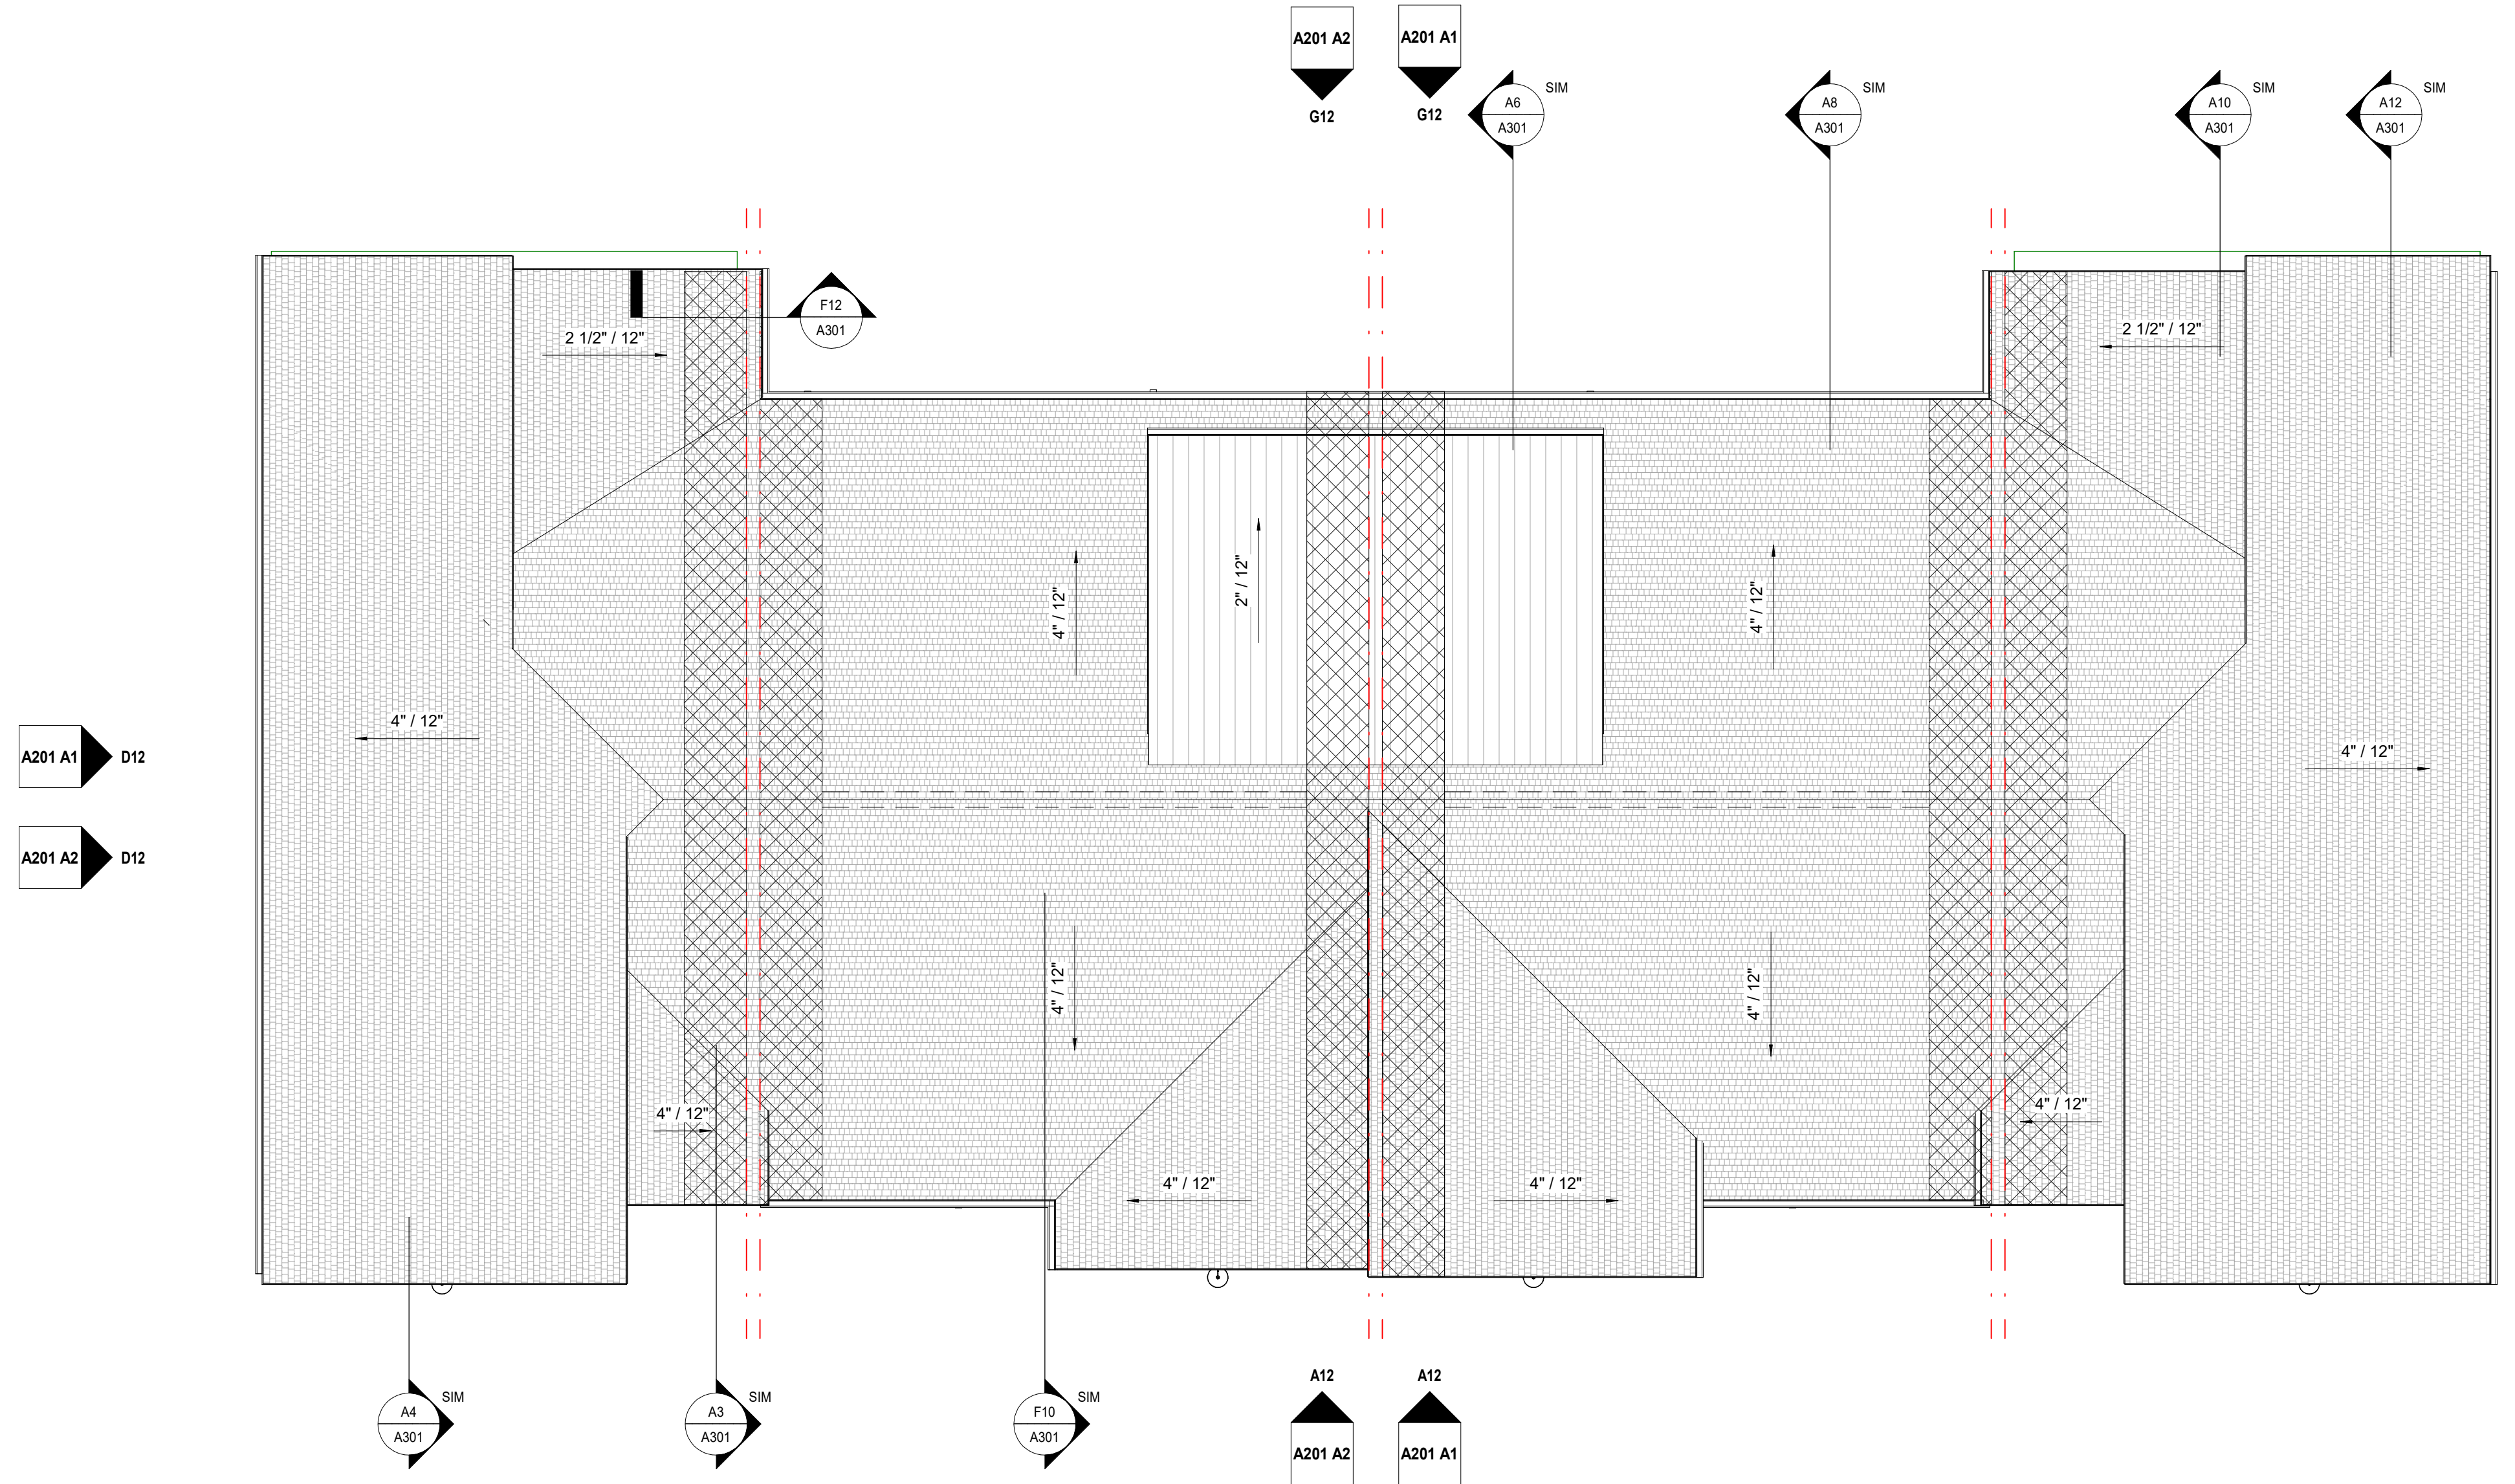 A201 A2
G12
A201 A1
G12
A6
A301
SIM
A8
A301
SIM
A10
A301
SIM
A12
A301
SIM
F12
A301
2 1/2" / 12"
2 1/2" / 12"
4" / 12"
2" / 12"
4" / 12"
4" / 12"
4" / 12"
A201 A1
D12
A201 A2
D12
4" / 12"
4" / 12"
4" / 12"
4" / 12"
4" / 12"
4" / 12"
A12
A12
A4
A301
SIM
A3
A301
SIM
F10
A301
SIM
A201 A2
A201 A1